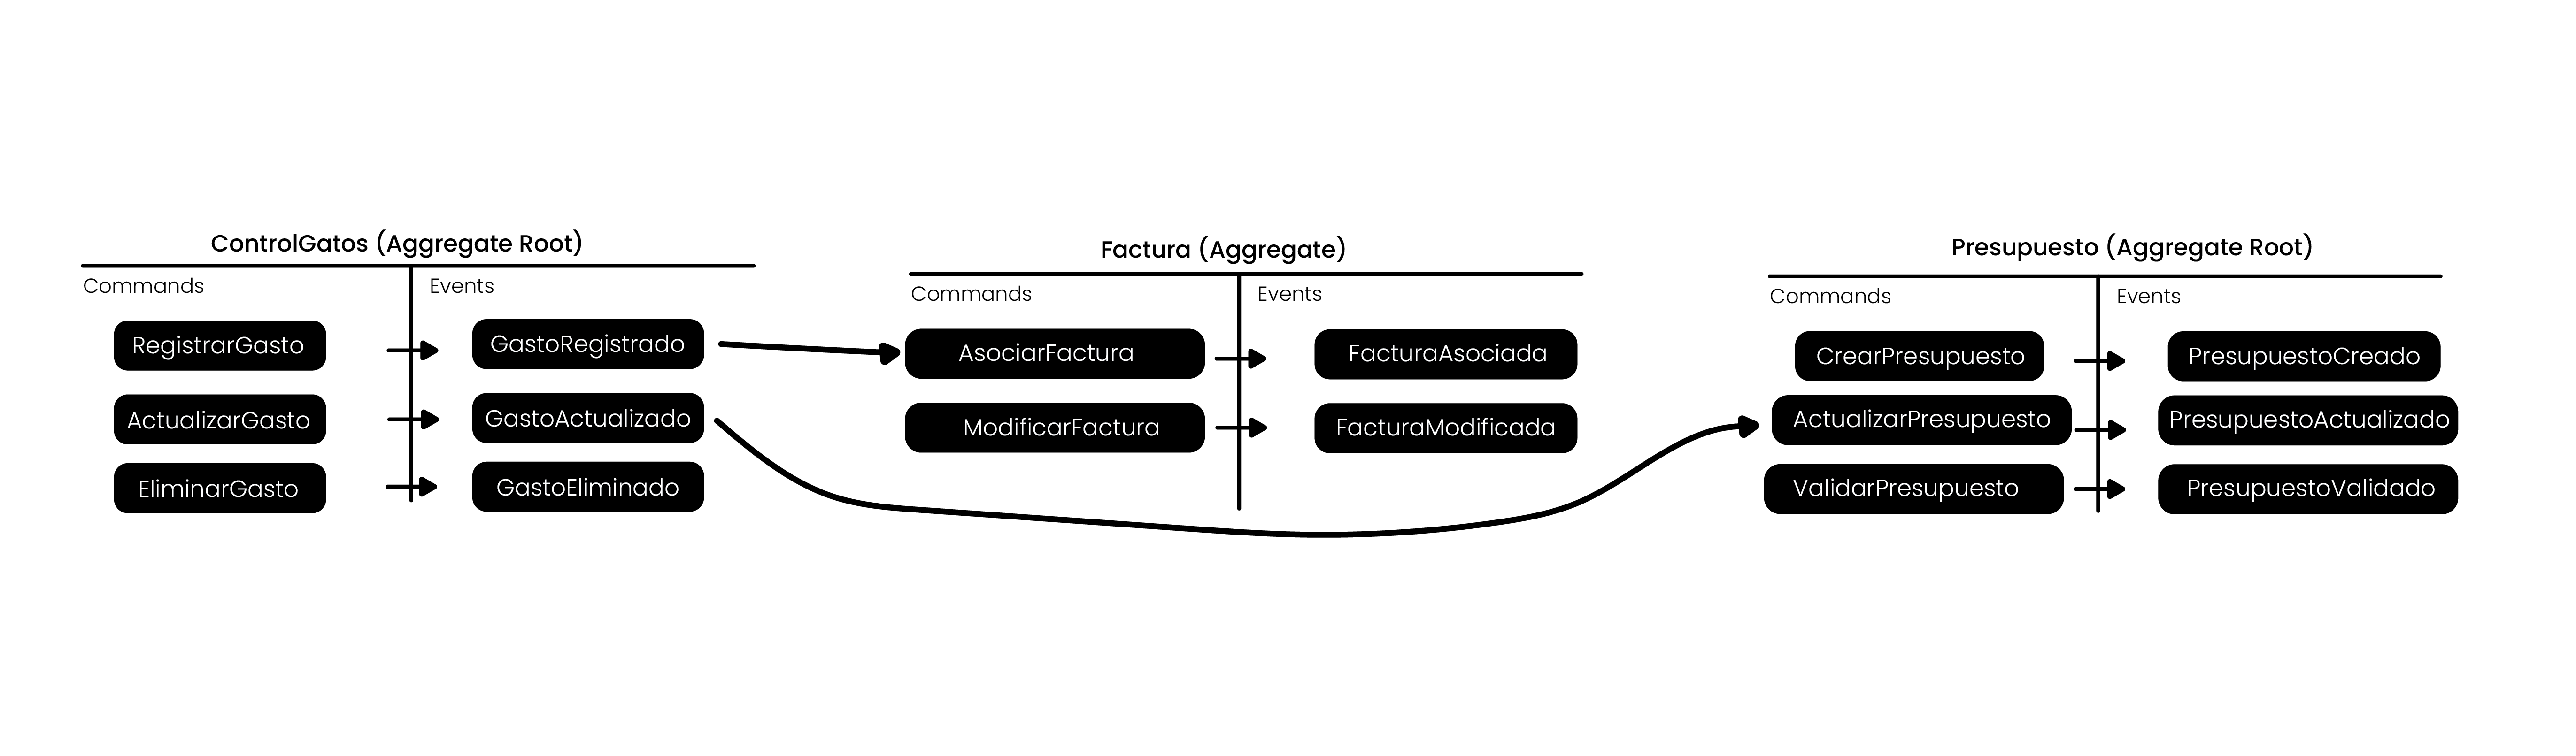 ControlGatos (Aggregate Root)
Commands
Events
RegistrarGasto
GastoRegistrado
ActualizarGasto
GastoActualizado
EliminarGasto
GastoEliminado
Factura (Aggregate)
Commands
Events
AsociarFactura
FacturaAsociada
ModificarFactura
FacturaModificada
Presupuesto (Aggregate Root)
Commands
Events
CrearPresupuesto
PresupuestoCreado
ActualizarPresupuesto
PresupuestoActualizado
ValidarPresupuesto
PresupuestoValidado